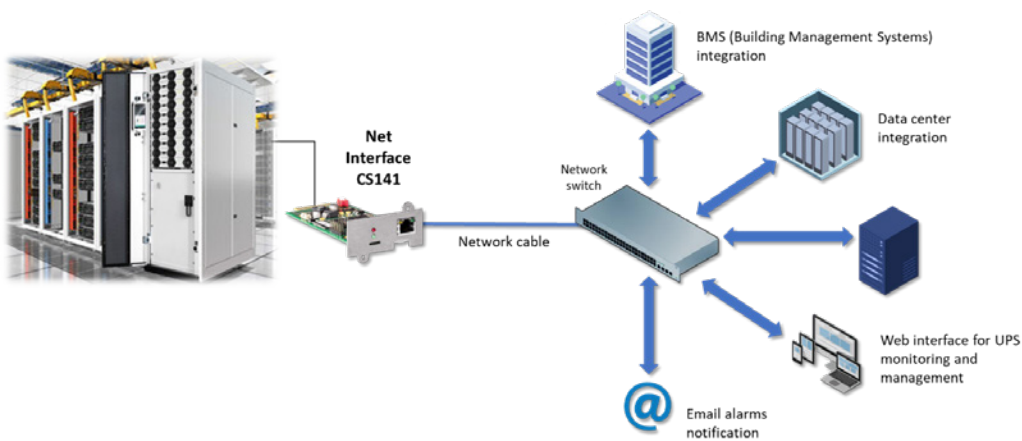 BMS (Building Management Systems)
integration
Data center
integration
Net
Interface
CS141
Network
switch
Network cable
Web interface for UPS
monitoring and
management
@
Email alarms
notification